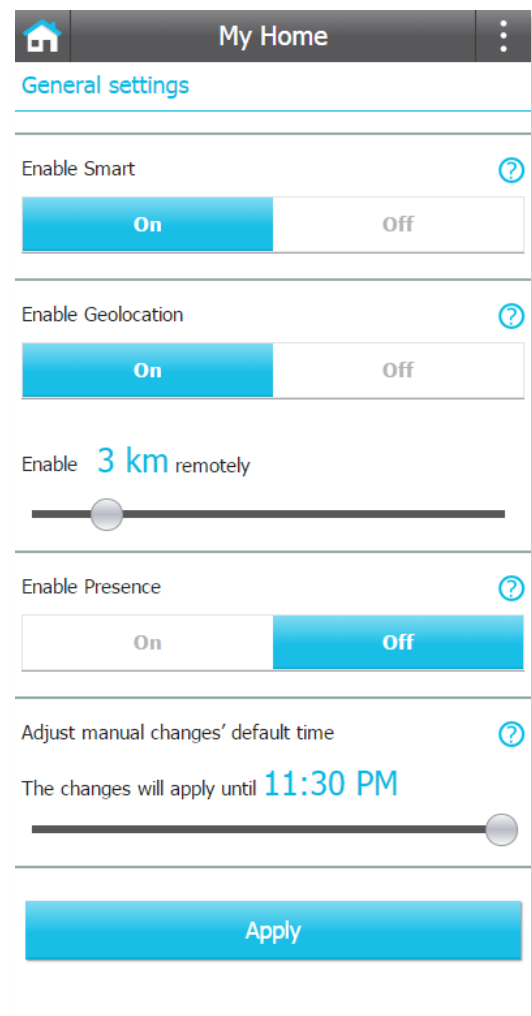 My Home
General settings
Enable Smart ?
On Off
Enable Geolocation ?
On Off
Enable 3 km remotely
Enable Presence ?
On Off
Adjust manual changes’ default time ?
The changes will apply until 11:30 PM
Apply